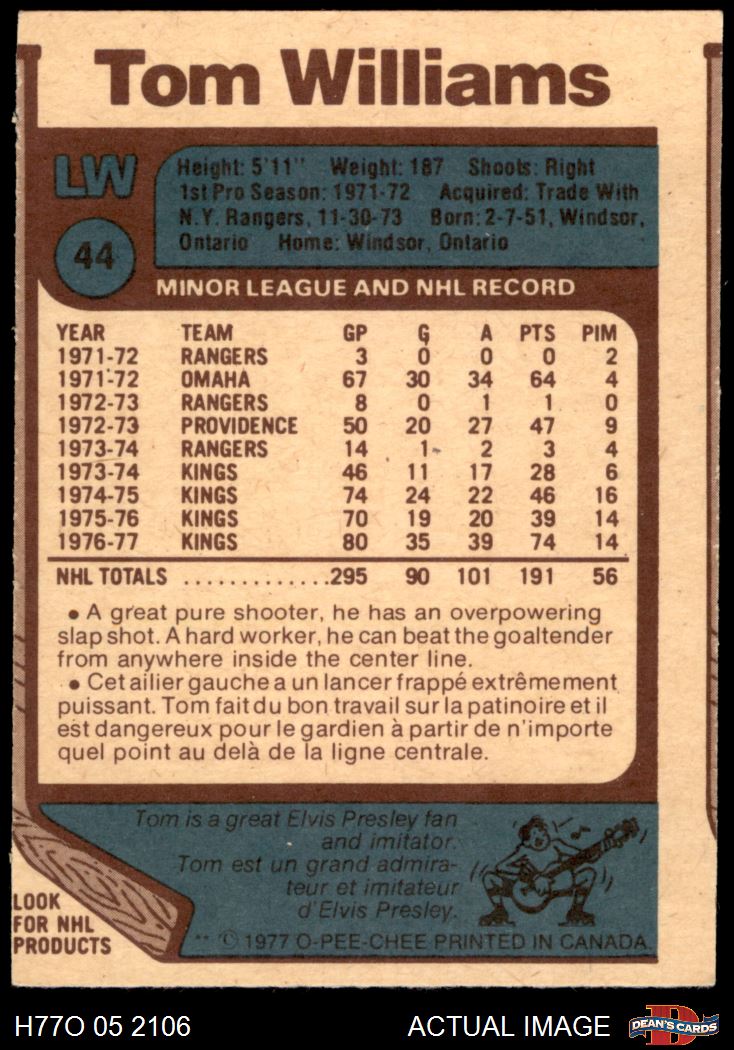 Tom Williams
LW
Height: 5'11" Weight: 187 Shoots: Right
1st Pro Season: 1971-72 Acquired: Trade With
N.Y. Rangers, 11-30-73 Born: 2-7-51, Windsor,
Ontario Home: Windsor, Ontario
44
MINOR LEAGUE AND NHL RECORD
YEAR TEAM GP G A PTS PIM
1971-72 RANGERS 3 0 0 0 2
1971-72 OMAHA 67 30 34 64 4
1972-73 RANGERS 8 0 1 1 0
1972-73 PROVIDENCE 50 20 27 47 9
1973-74 RANGERS 14 1 2 3 4
1973-74 KINGS 46 11 17 28 6
1974-75 KINGS 74 24 22 46 16
1975-76 KINGS 70 19 20 39 14
1976-77 KINGS 80 35 39 74 14
NHL TOTALS .............295 90 101 191 56
• A great pure shooter, he has an overpowering
slap shot. A hard worker, he can beat the goaltender
from anywhere inside the center line.
• Cet ailier gauche a un lancer frappé extrêmement
puissant. Tom fait du bon travail sur la patinoire et il
est dangereux pour le gardien à partir de n'importe
quel point au delà de la ligne centrale.
Tom is a great Elvis Presley fan
and imitator.
Tom est un grand admira-
teur et imitateur
d'Elvis Presley.
LOOK
FOR NHL
PRODUCTS
** © 1977 O-PEE-CHEE PRINTED IN CANADA.
H77O 05 2106 ACTUAL IMAGE DEAN'S CARDS